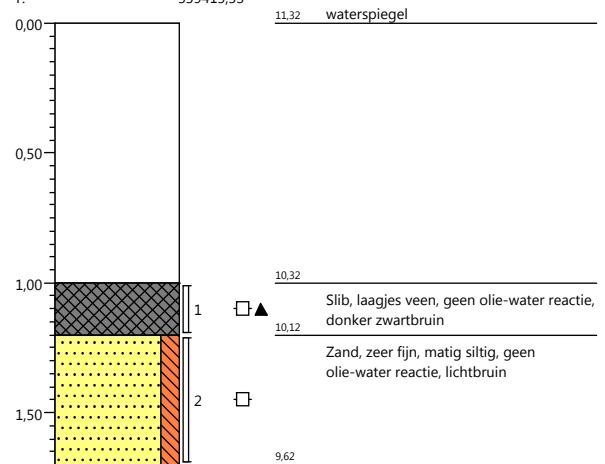 11,32 waterspiegel
0,00
0,50
1,00
10,32
Slib, laagjes veen, geen olie-water reactie,
donker zwartbruin
1
10,12
Zand, zeer fijn, matig siltig, geen
olie-water reactie, lichtbruin
2
1,50
9,62